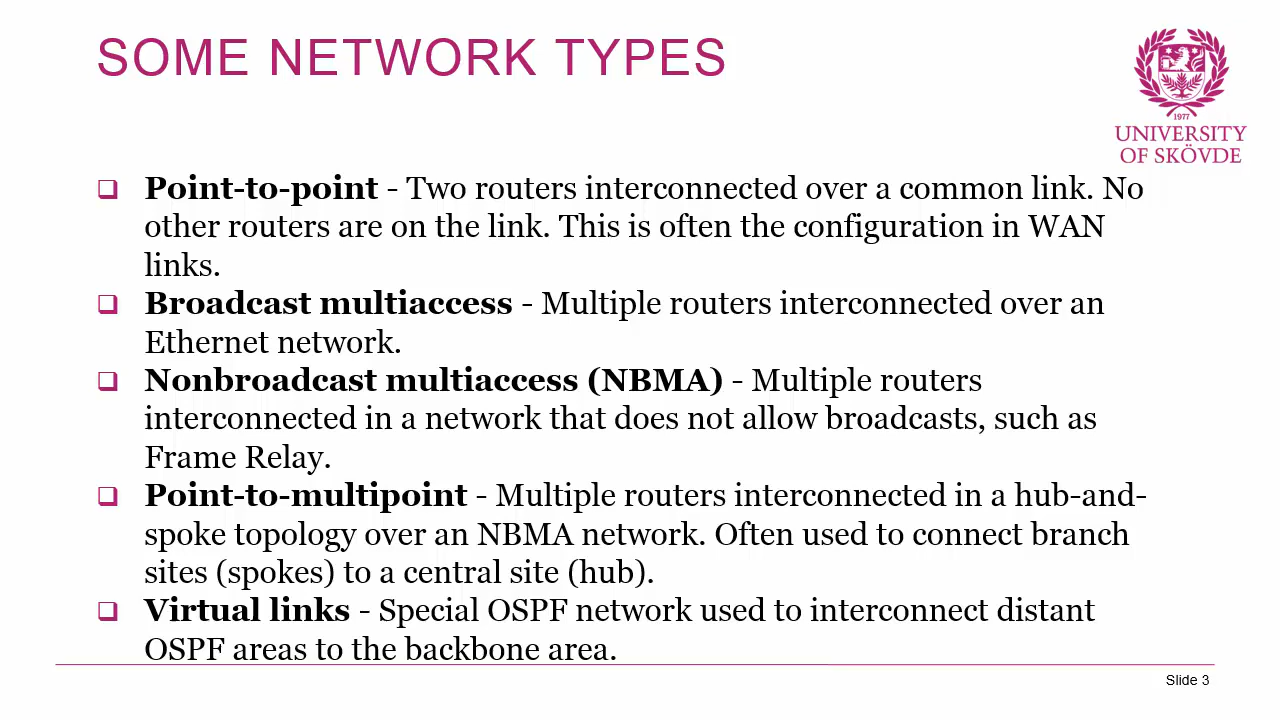 SOME NETWORK TYPES
1977
UNIVERSITY
OF SKÖVDE
❑ Point-to-point - Two routers interconnected over a common link. No
other routers are on the link. This is often the configuration in WAN
links.
❑ Broadcast multiaccess - Multiple routers interconnected over an
Ethernet network.
❑ Nonbroadcast multiaccess (NBMA) - Multiple routers
interconnected in a network that does not allow broadcasts, such as
Frame Relay.
❑ Point-to-multipoint - Multiple routers interconnected in a hub-and-
spoke topology over an NBMA network. Often used to connect branch
sites (spokes) to a central site (hub).
❑ Virtual links - Special OSPF network used to interconnect distant
OSPF areas to the backbone area.
Slide 3